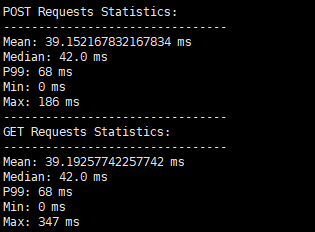 POST Requests Statistics:
--------------------------------
Mean: 39.152167832167834 ms
Median: 42.0 ms
P99: 68 ms
Min: 0 ms
Max: 186 ms
--------------------------------
GET Requests Statistics:
--------------------------------
Mean: 39.19257742257742 ms
Median: 42.0 ms
P99: 68 ms
Min: 0 ms
Max: 347 ms